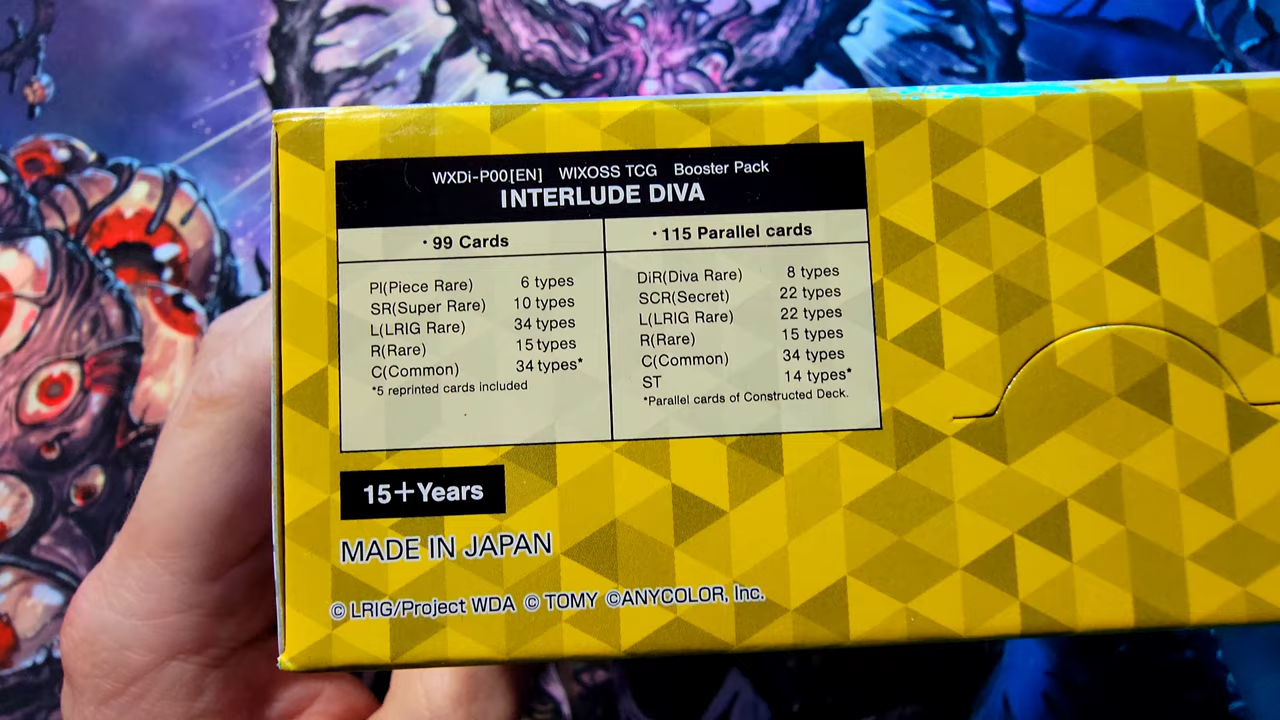 WXDi-P00[EN] WIXOSS TCG Booster Pack
INTERLUDE DIVA
・99 Cards
PI(Piece Rare) 6 types
SR(Super Rare) 10 types
L(LRIG Rare) 34 types
R(Rare) 15 types
C(Common) 34 types*
*5 reprinted cards included
・115 Parallel cards
DiR(Diva Rare) 8 types
SCR(Secret) 22 types
L(LRIG Rare) 22 types
R(Rare) 15 types
C(Common) 34 types
ST 14 types*
*Parallel cards of Constructed Deck.
15+Years
MADE IN JAPAN
© LRIG/Project WDA © TOMY ©ANYCOLOR, Inc.